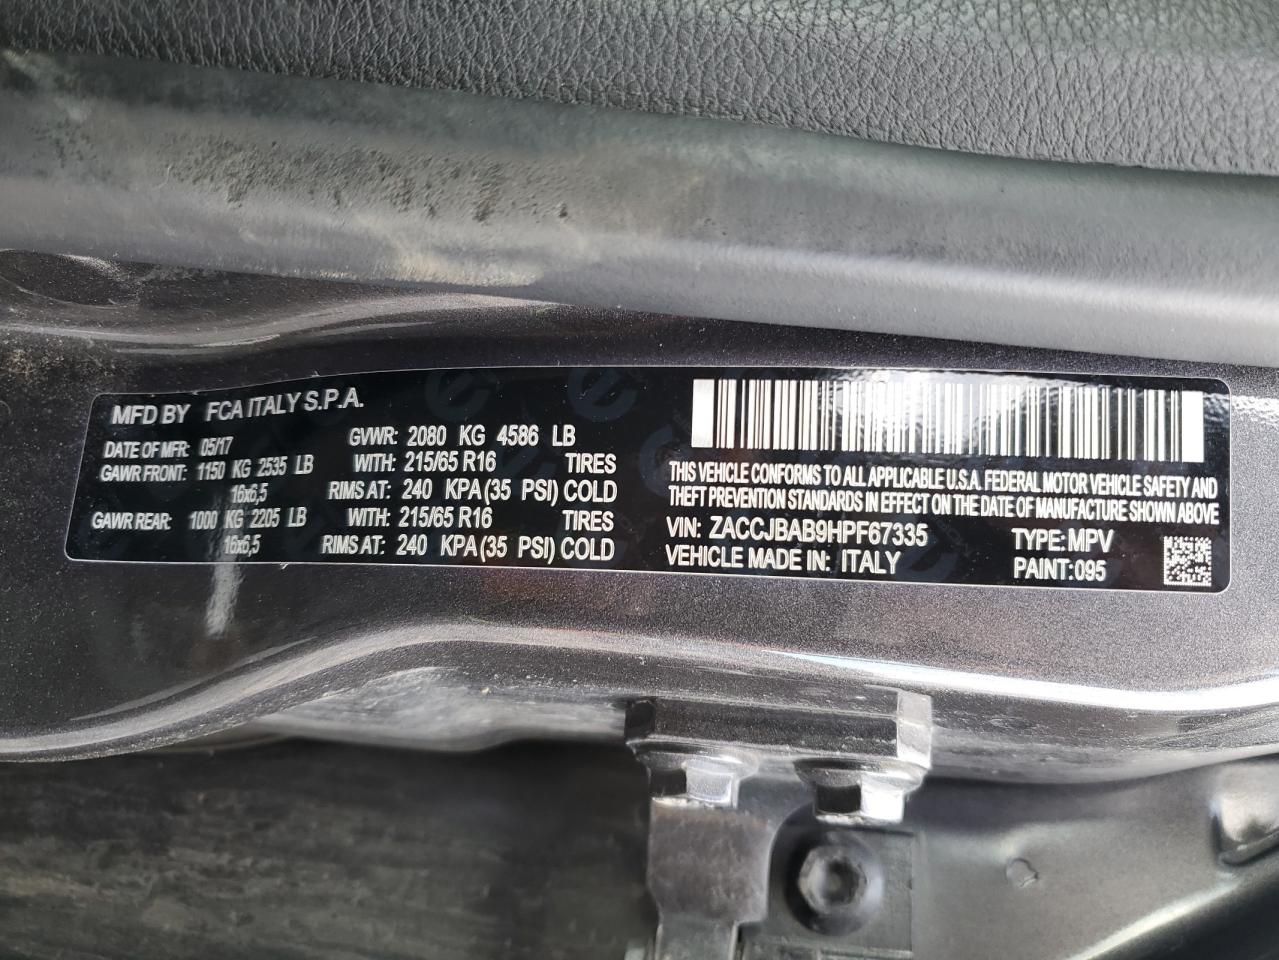 MFD BY FCA ITALY S.P.A.
DATE OF MFR: 05/17 GVWR: 2080 KG 4586 LB
GAWR FRONT: 1150 KG 2535 LB WITH: 215/65 R16 TIRES
16x6,5 RIMS AT: 240 KPA(35 PSI) COLD
GAWR REAR: 1000 KG 2205 LB WITH: 215/65 R16 TIRES
16x6,5 RIMS AT: 240 KPA(35 PSI) COLD
THIS VEHICLE CONFORMS TO ALL APPLICABLE U.S.A. FEDERAL MOTOR VEHICLE SAFETY AND
THEFT PREVENTION STANDARDS IN EFFECT ON THE DATE OF MANUFACTURE SHOWN ABOVE
VIN: ZACCJBAB9HPF67335 TYPE: MPV
VEHICLE MADE IN: ITALY PAINT: 095